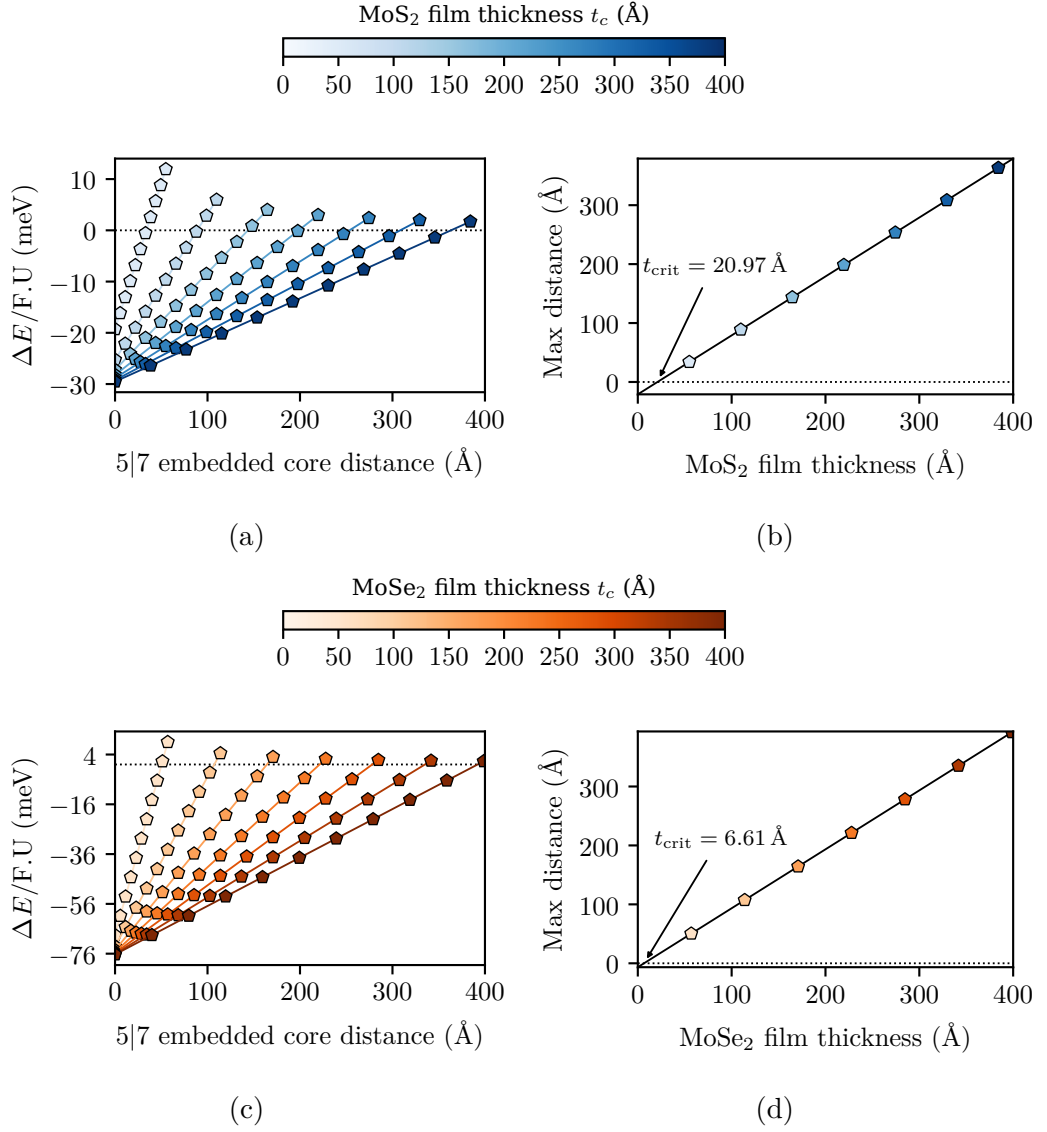 MoS₂ film thickness t_c (Å)
0 50 100 150 200 250 300 350 400
10
0
−10
−20
−30
ΔE/F.U (meV)
0 100 200 300 400
5|7 embedded core distance (Å)
(a)
300
200
100
0
Max distance (Å)
t_crit = 20.97 Å
0 100 200 300 400
MoS₂ film thickness (Å)
(b)
MoSe₂ film thickness t_c (Å)
0 50 100 150 200 250 300 350 400
4
−16
−36
−56
−76
ΔE/F.U (meV)
0 100 200 300 400
5|7 embedded core distance (Å)
(c)
300
200
100
0
Max distance (Å)
t_crit = 6.61 Å
0 100 200 300 400
MoSe₂ film thickness (Å)
(d)